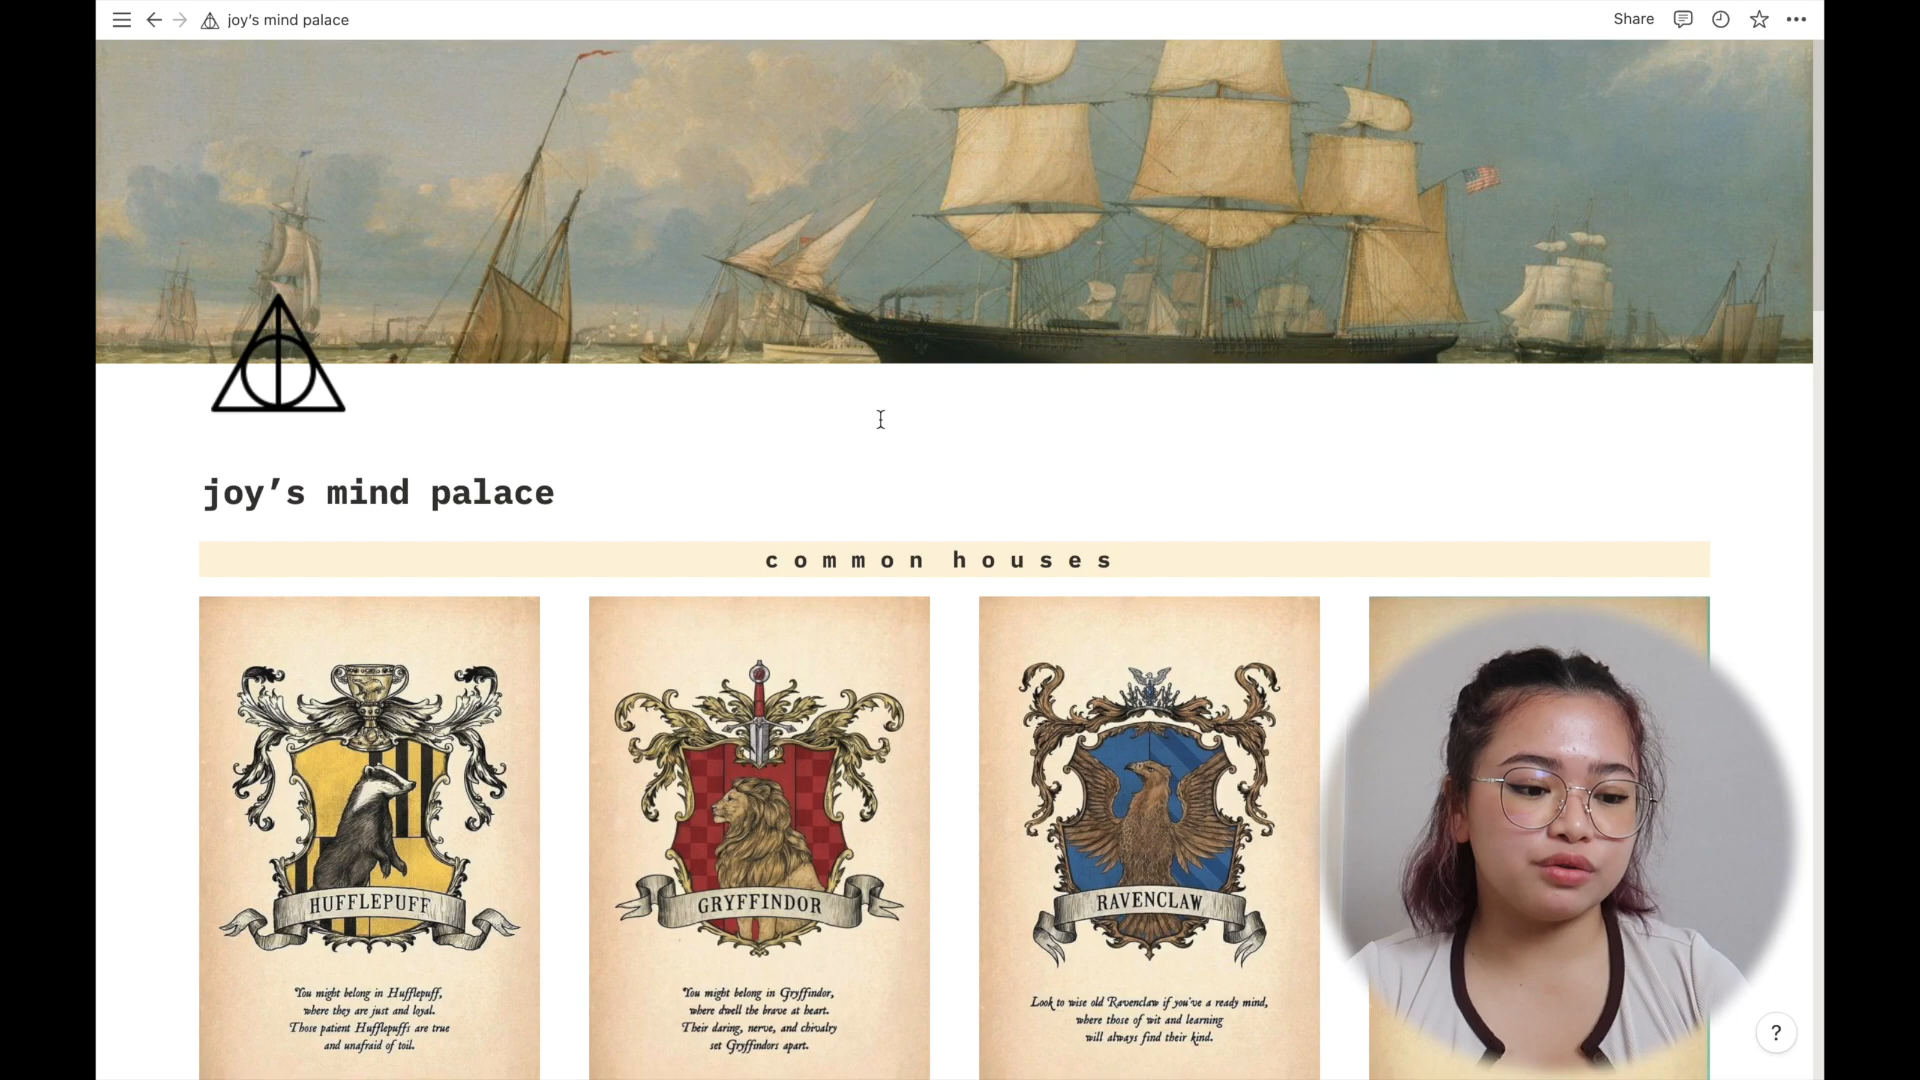 joy's mind palace
Share
joy's mind palace
common houses
HUFFLEPUFF
You might belong in Hufflepuff,
where they are just and loyal.
Those patient Hufflepuffs are true
and unafraid of toil.
GRYFFINDOR
You might belong in Gryffindor,
where dwell the brave at heart.
Their daring, nerve, and chivalry
set Gryffindors apart.
RAVENCLAW
Look to wise old Ravenclaw if you've a ready mind,
where those of wit and learning
will always find their kind.
?